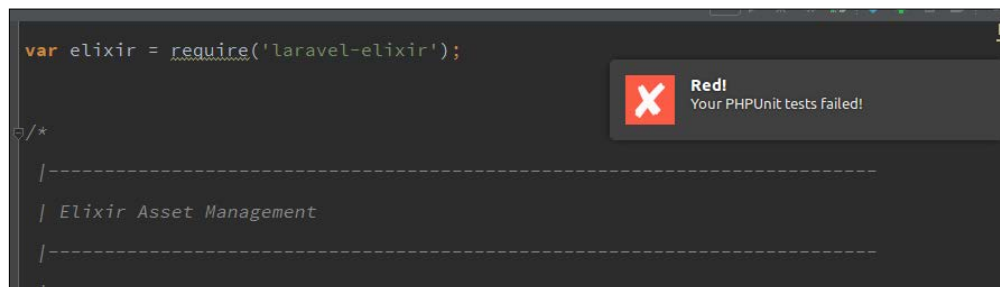 var elixir = require('laravel-elixir');
Red!
Your PHPUnit tests failed!
/*
|--------------------------------------------------------------------------
| Elixir Asset Management
|--------------------------------------------------------------------------